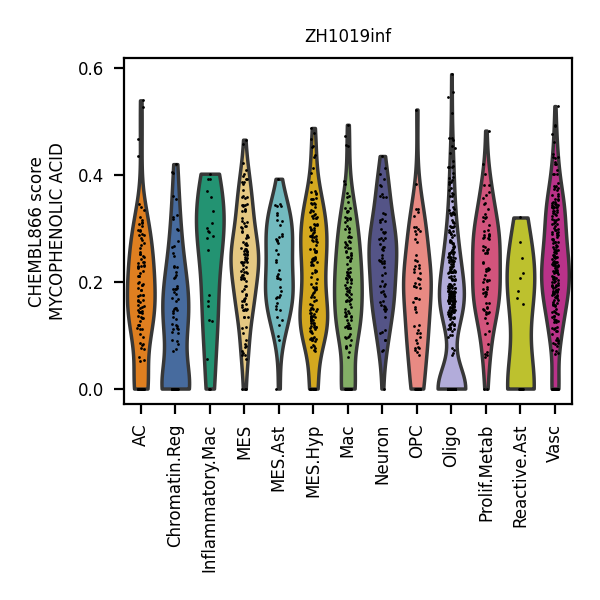 ZH1019inf
CHEMBL866 score
MYCOPHENOLIC ACID
0.6
0.4
0.2
0.0
AC
Chromatin.Reg
Inflammatory.Mac
MES
MES.Ast
MES.Hyp
Mac
Neuron
OPC
Oligo
Prolif.Metab
Reactive.Ast
Vasc